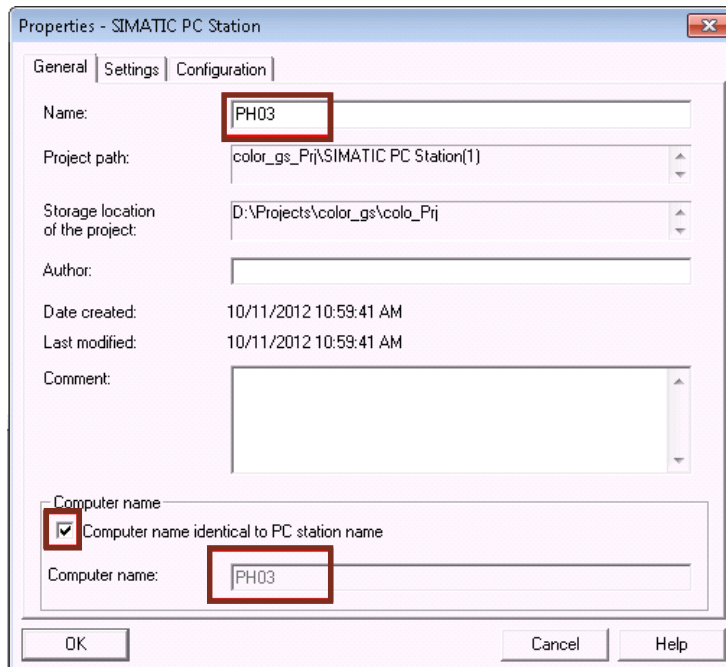 Properties - SIMATIC PC Station
General Settings Configuration
Name: PH03
Project path: color_gs_Prj\SIMATIC PC Station(1)
Storage location
of the project: D:\Projects\color_gs\colo_Prj
Author:
Date created: 10/11/2012 10:59:41 AM
Last modified: 10/11/2012 10:59:41 AM
Comment:
Computer name
Computer name identical to PC station name
Computer name: PH03
OK Cancel Help